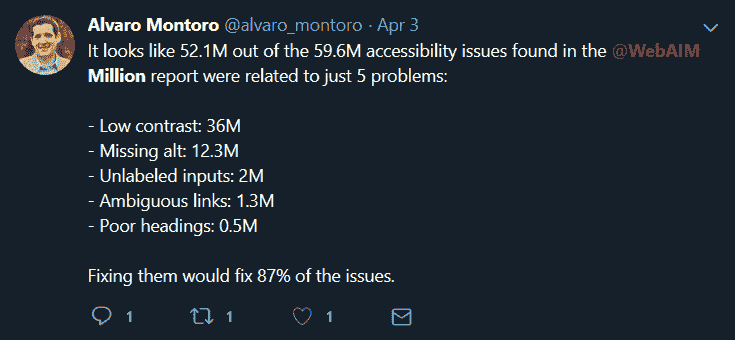 Alvaro Montoro @alvaro_montoro · Apr 3
It looks like 52.1M out of the 59.6M accessibility issues found in the @WebAIM
Million report were related to just 5 problems:
- Low contrast: 36M
- Missing alt: 12.3M
- Unlabeled inputs: 2M
- Ambiguous links: 1.3M
- Poor headings: 0.5M
Fixing them would fix 87% of the issues.
1 1 1